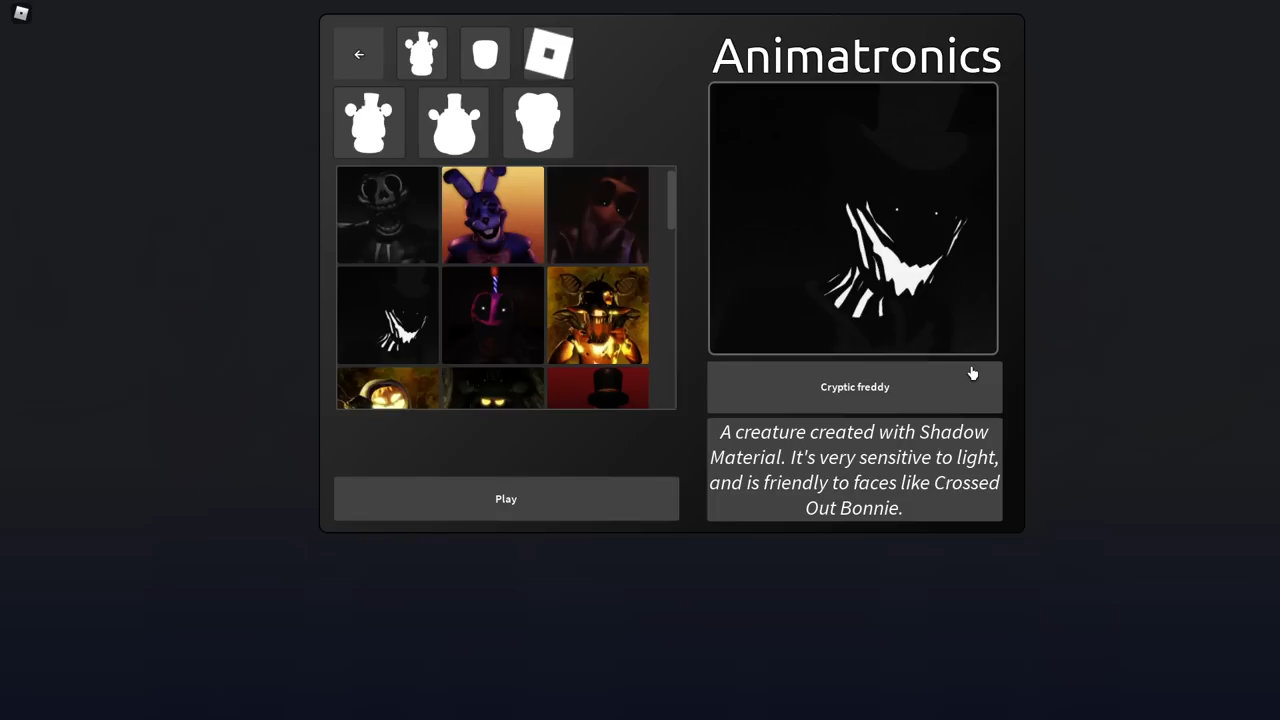 Animatronics
Cryptic freddy
A creature created with Shadow
Material. It's very sensitive to light,
and is friendly to faces like Crossed
Out Bonnie.
Play